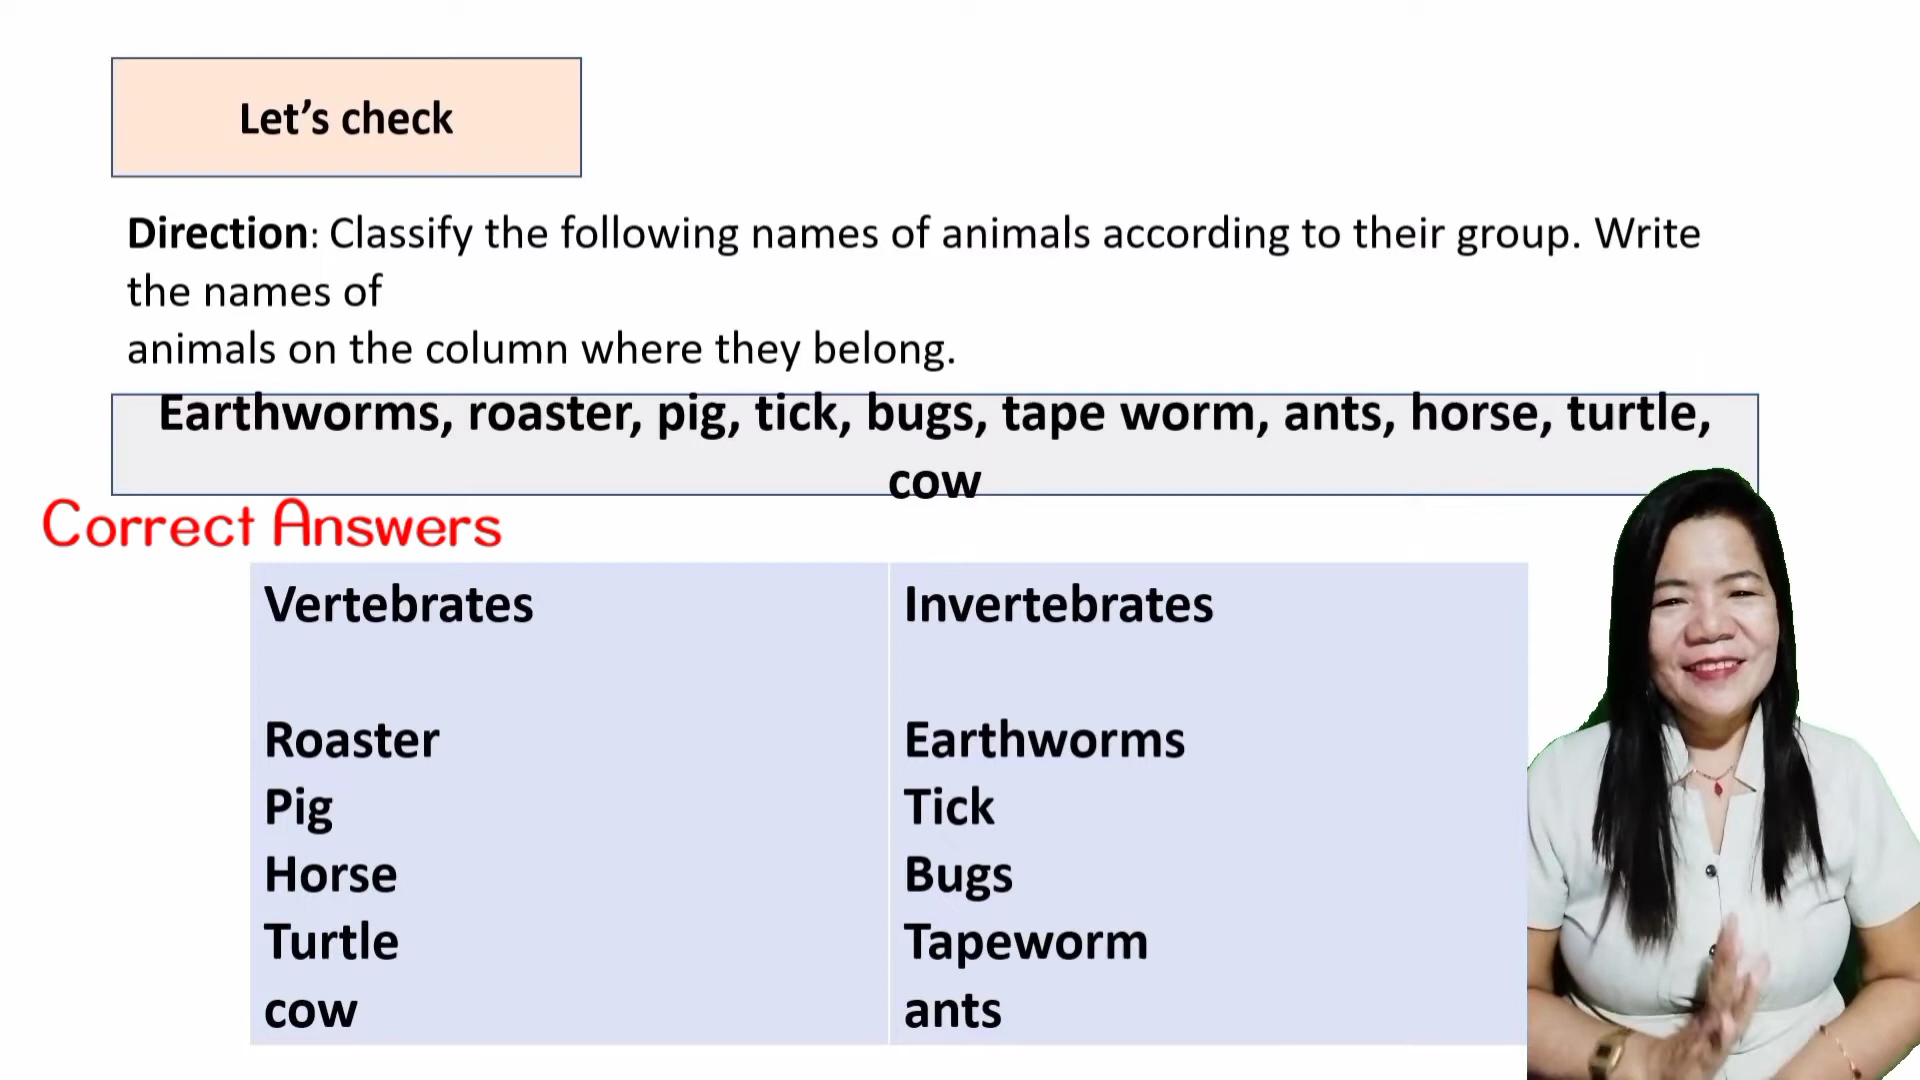 Let’s check
Direction: Classify the following names of animals according to their group. Write
the names of
animals on the column where they belong.
Earthworms, roaster, pig, tick, bugs, tape worm, ants, horse, turtle,
cow
Correct Answers
Vertebrates
Roaster
Pig
Horse
Turtle
cow
Invertebrates
Earthworms
Tick
Bugs
Tapeworm
ants